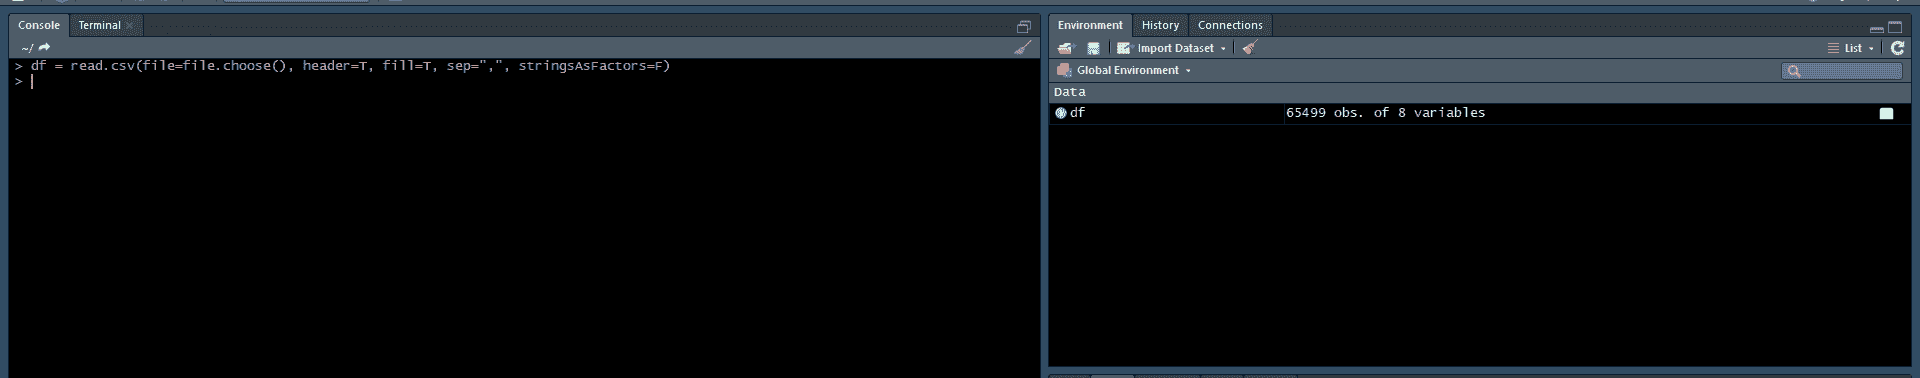 Console Terminal
~/
> df = read.csv(file=file.choose(), header=T, fill=T, sep=",", stringsAsFactors=F)
>
Environment History Connections
Import Dataset List
Global Environment
Data
df 65499 obs. of 8 variables